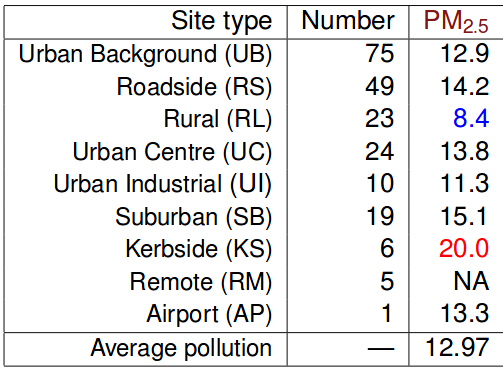 Site type Number PM2.5
Urban Background (UB) 75 12.9
Roadside (RS) 49 14.2
Rural (RL) 23 8.4
Urban Centre (UC) 24 13.8
Urban Industrial (UI) 10 11.3
Suburban (SB) 19 15.1
Kerbside (KS) 6 20.0
Remote (RM) 5 NA
Airport (AP) 1 13.3
Average pollution — 12.97